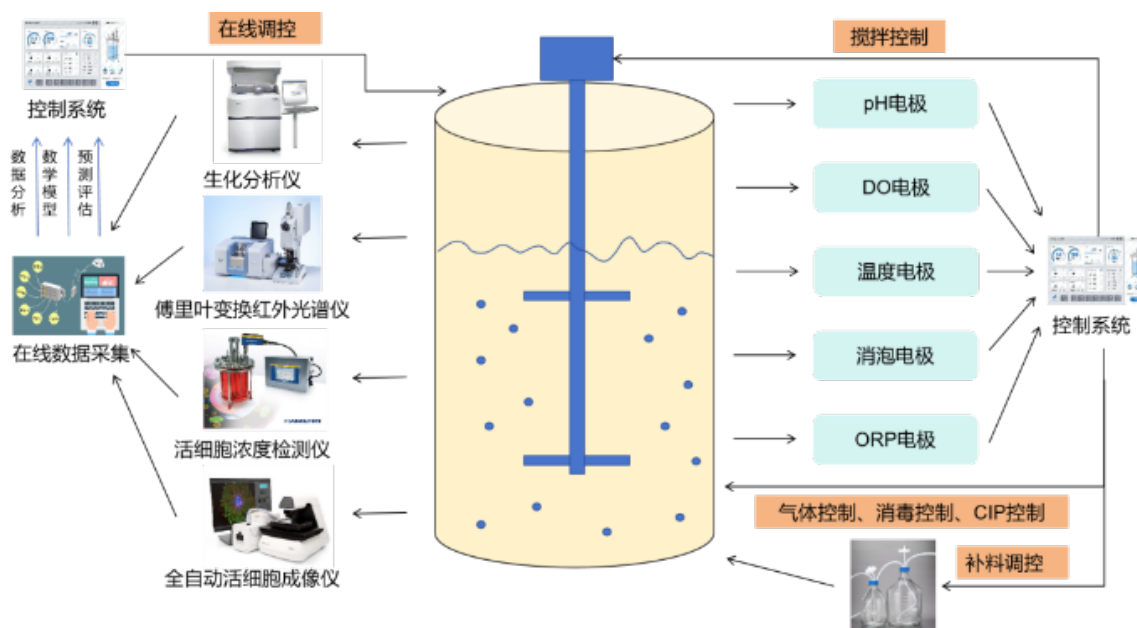 在线调控
搅拌控制
控制系统
数据分析
数学模型
预测评估
生化分析仪
傅里叶变换红外光谱仪
在线数据采集
活细胞浓度检测仪
全自动活细胞成像仪
pH电极
DO电极
温度电极
消泡电极
ORP电极
控制系统
气体控制、消毒控制、CIP控制
补料调控